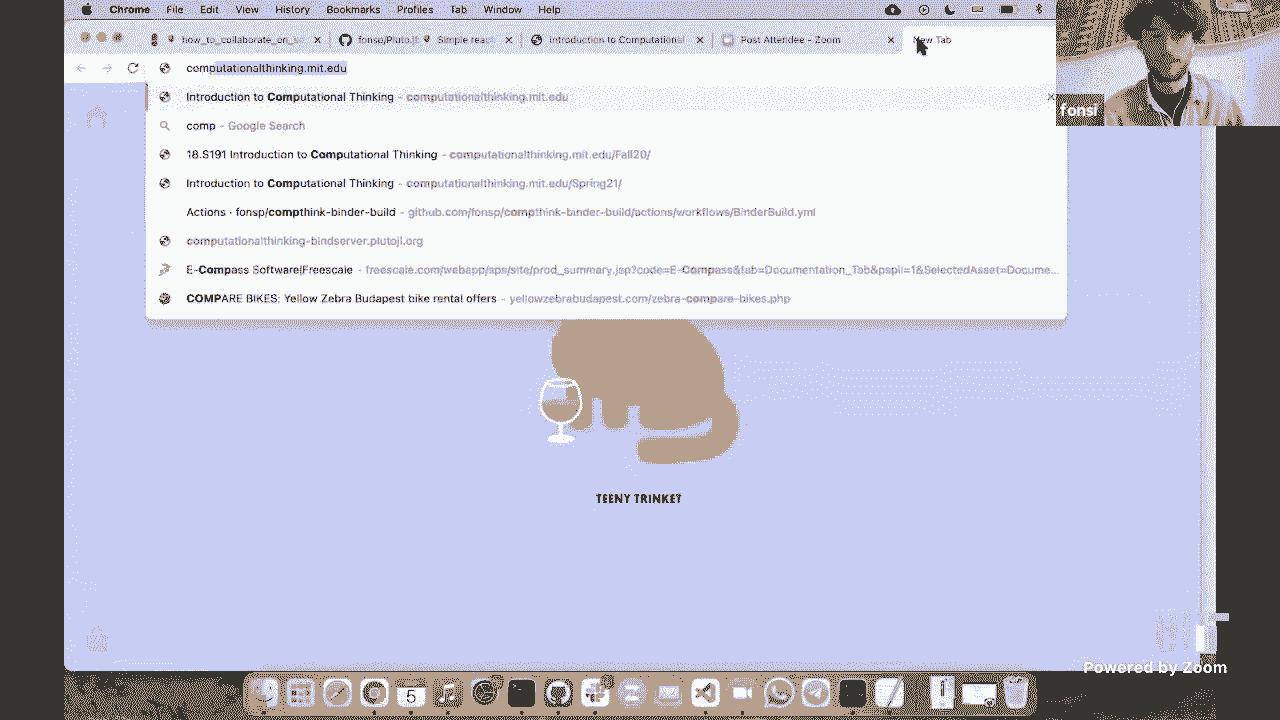 Chrome File Edit View History Bookmarks Profiles Tab Window Help
how_to_collaborate_on_sc
fonsp/Pluto.jl: Simple reac
Introduction to Computational
Post Attendee - Zoom
New Tab
computationalthinking.mit.edu
Introduction to Computational Thinking - computationalthinking.mit.edu
comp - Google Search
18.S191 Introduction to Computational Thinking - computationalthinking.mit.edu/Fall20/
Introduction to Computational Thinking - computationalthinking.mit.edu/Spring21/
Actions · fonsp/compthink-binder-build - github.com/fonsp/compthink-binder-build/actions/workflows/BinderBuild.yml
computationalthinking-bindserver.plutojl.org
E-Compass Software|Freescale - freescale.com/webapp/sps/site/prod_summary.jsp?code=E-Compass&tab=Documentation_Tab&pspll=1&SelectedAsset=Docume...
COMPARE BIKES: Yellow Zebra Budapest bike rental offers - yellowzebrabudapest.com/zebra-compare-bikes.php
fonsi
TEENY TRINKET
5
Powered by Zoom